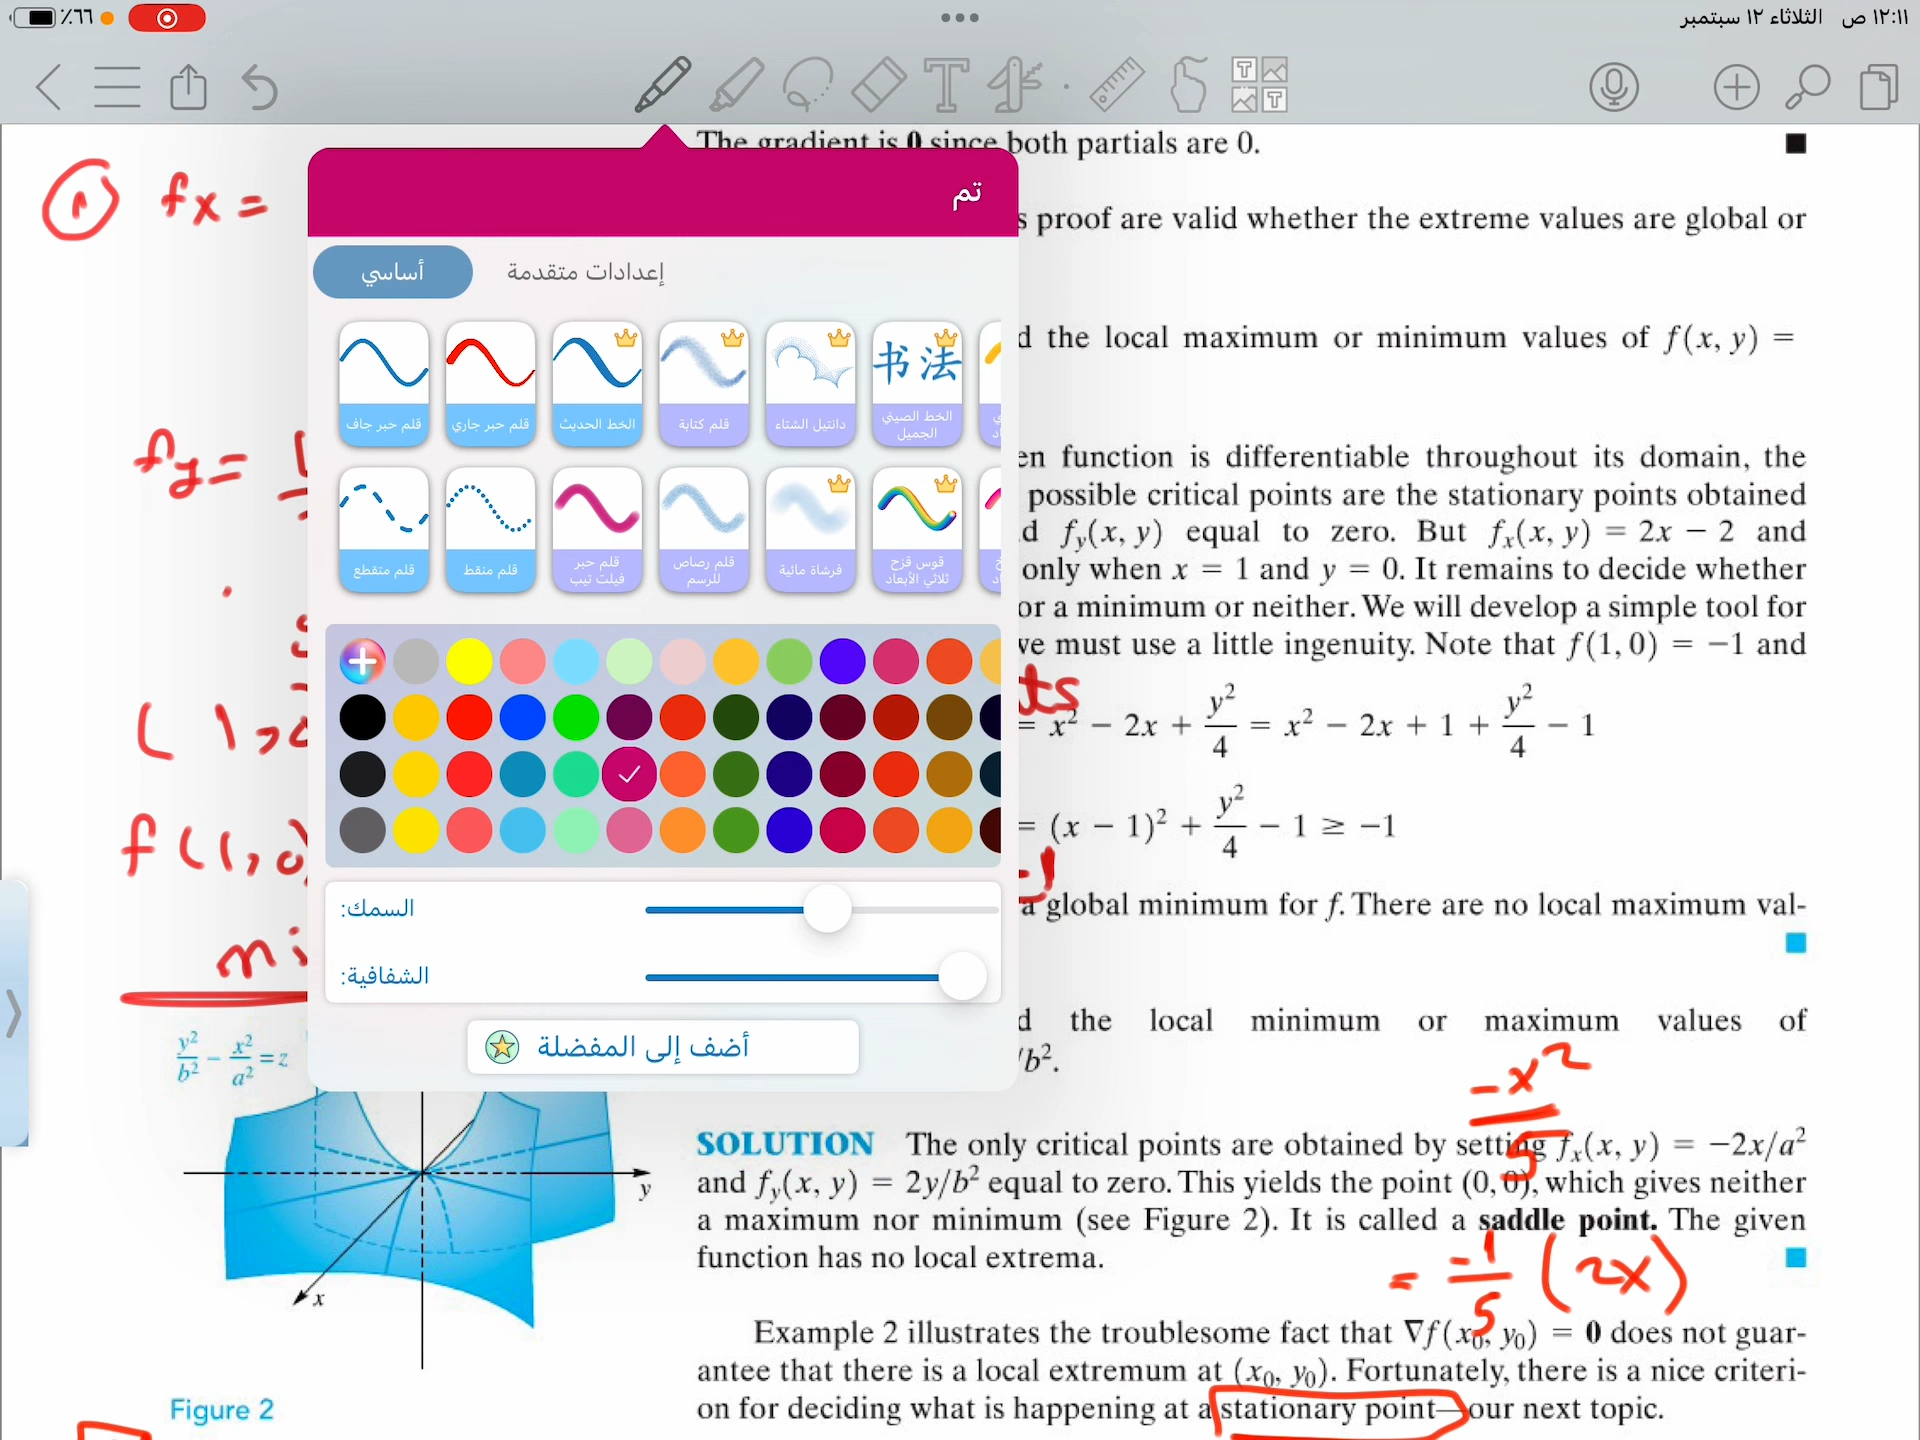 ٪٦٦
١٢:١١ ص الثلاثاء ١٢ سبتمبر
The gradient is 0 since both partials are 0.
s proof are valid whether the extreme values are global or
d the local maximum or minimum values of f(x, y) =
en function is differentiable throughout its domain, the
possible critical points are the stationary points obtained
d fy(x, y) equal to zero. But fx(x, y) = 2x − 2 and
only when x = 1 and y = 0. It remains to decide whether
or a minimum or neither. We will develop a simple tool for
we must use a little ingenuity. Note that f(1, 0) = −1 and
= x² − 2x + y²/4 = x² − 2x + 1 + y²/4 − 1
= (x − 1)² + y²/4 − 1 ≥ −1
a global minimum for f. There are no local maximum val-
d the local minimum or maximum values of
/b².
SOLUTION The only critical points are obtained by setting fx(x, y) = −2x/a²
and fy(x, y) = 2y/b² equal to zero. This yields the point (0, 0), which gives neither
a maximum nor minimum (see Figure 2). It is called a saddle point. The given
function has no local extrema.
Example 2 illustrates the troublesome fact that ∇f(x₀, y₀) = 0 does not guar-
antee that there is a local extremum at (x₀, y₀). Fortunately, there is a nice criteri-
on for deciding what is happening at a stationary point—our next topic.
تم
أساسي إعدادات متقدمة
قلم حبر جاف
قلم حبر جاري
الخط الحديث
قلم كتابة
دانتيل الشتاء
书法
الخط الصيني الجميل
قلم متقطع
قلم منقط
قلم حبر فيلت تيب
قلم رصاص للرسم
فرشاة مائية
قوس قزح ثلاثي الأبعاد
السمك:
الشفافية:
أضف إلى المفضلة
① fx =
fy = 1
(1,0
f(1,0)
mi
ts
-1
y²/b² − x²/a² = z
y
x
Figure 2
-x²/5
= -1/5 (2x)